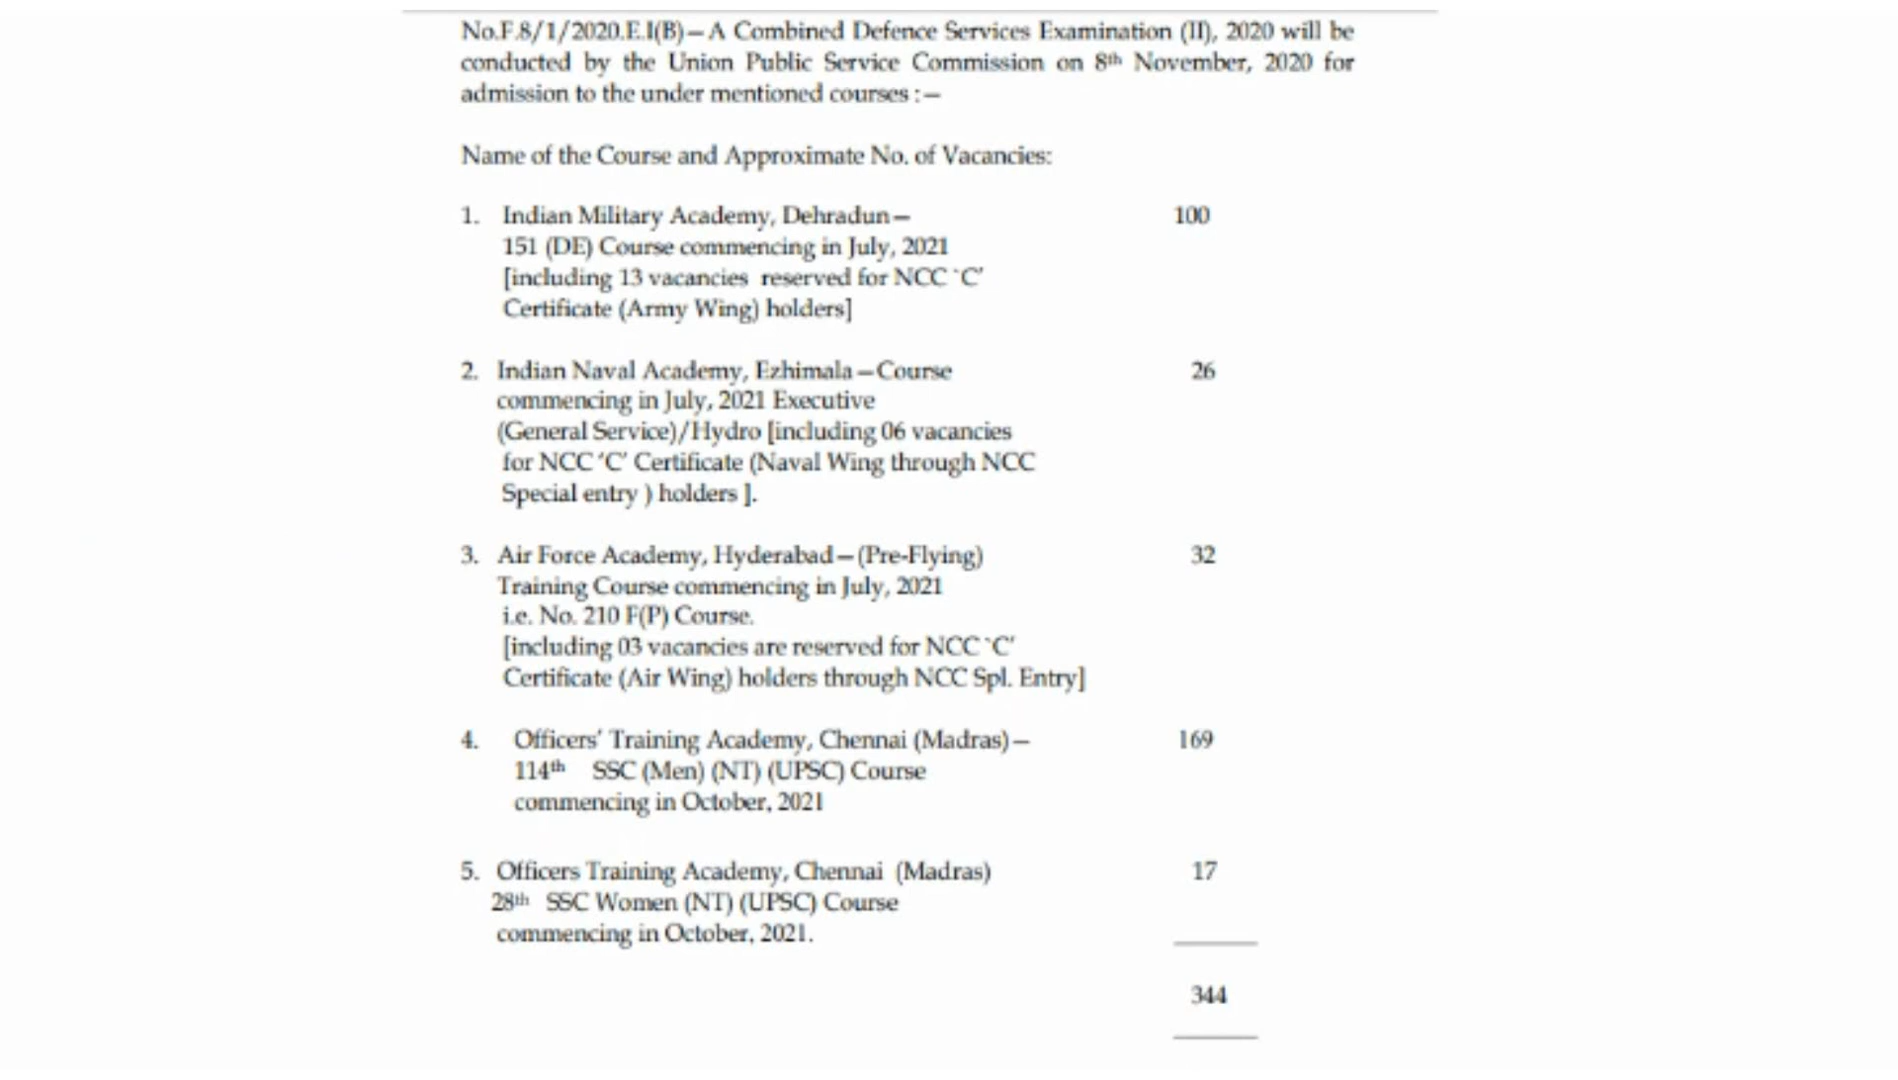 No.F.8/1/2020.E.I(B)—A Combined Defence Services Examination (II), 2020 will be
conducted by the Union Public Service Commission on 8th November, 2020 for
admission to the under mentioned courses :—
Name of the Course and Approximate No. of Vacancies:
1. Indian Military Academy, Dehradun— 100
151 (DE) Course commencing in July, 2021
[including 13 vacancies reserved for NCC `C'
Certificate (Army Wing) holders]
2. Indian Naval Academy, Ezhimala—Course 26
commencing in July, 2021 Executive
(General Service)/Hydro [including 06 vacancies
for NCC 'C' Certificate (Naval Wing through NCC
Special entry ) holders ].
3. Air Force Academy, Hyderabad—(Pre-Flying) 32
Training Course commencing in July, 2021
i.e. No. 210 F(P) Course.
[including 03 vacancies are reserved for NCC `C'
Certificate (Air Wing) holders through NCC Spl. Entry]
4. Officers' Training Academy, Chennai (Madras)— 169
114th SSC (Men) (NT) (UPSC) Course
commencing in October, 2021
5. Officers Training Academy, Chennai (Madras) 17
28th SSC Women (NT) (UPSC) Course
commencing in October, 2021.
344